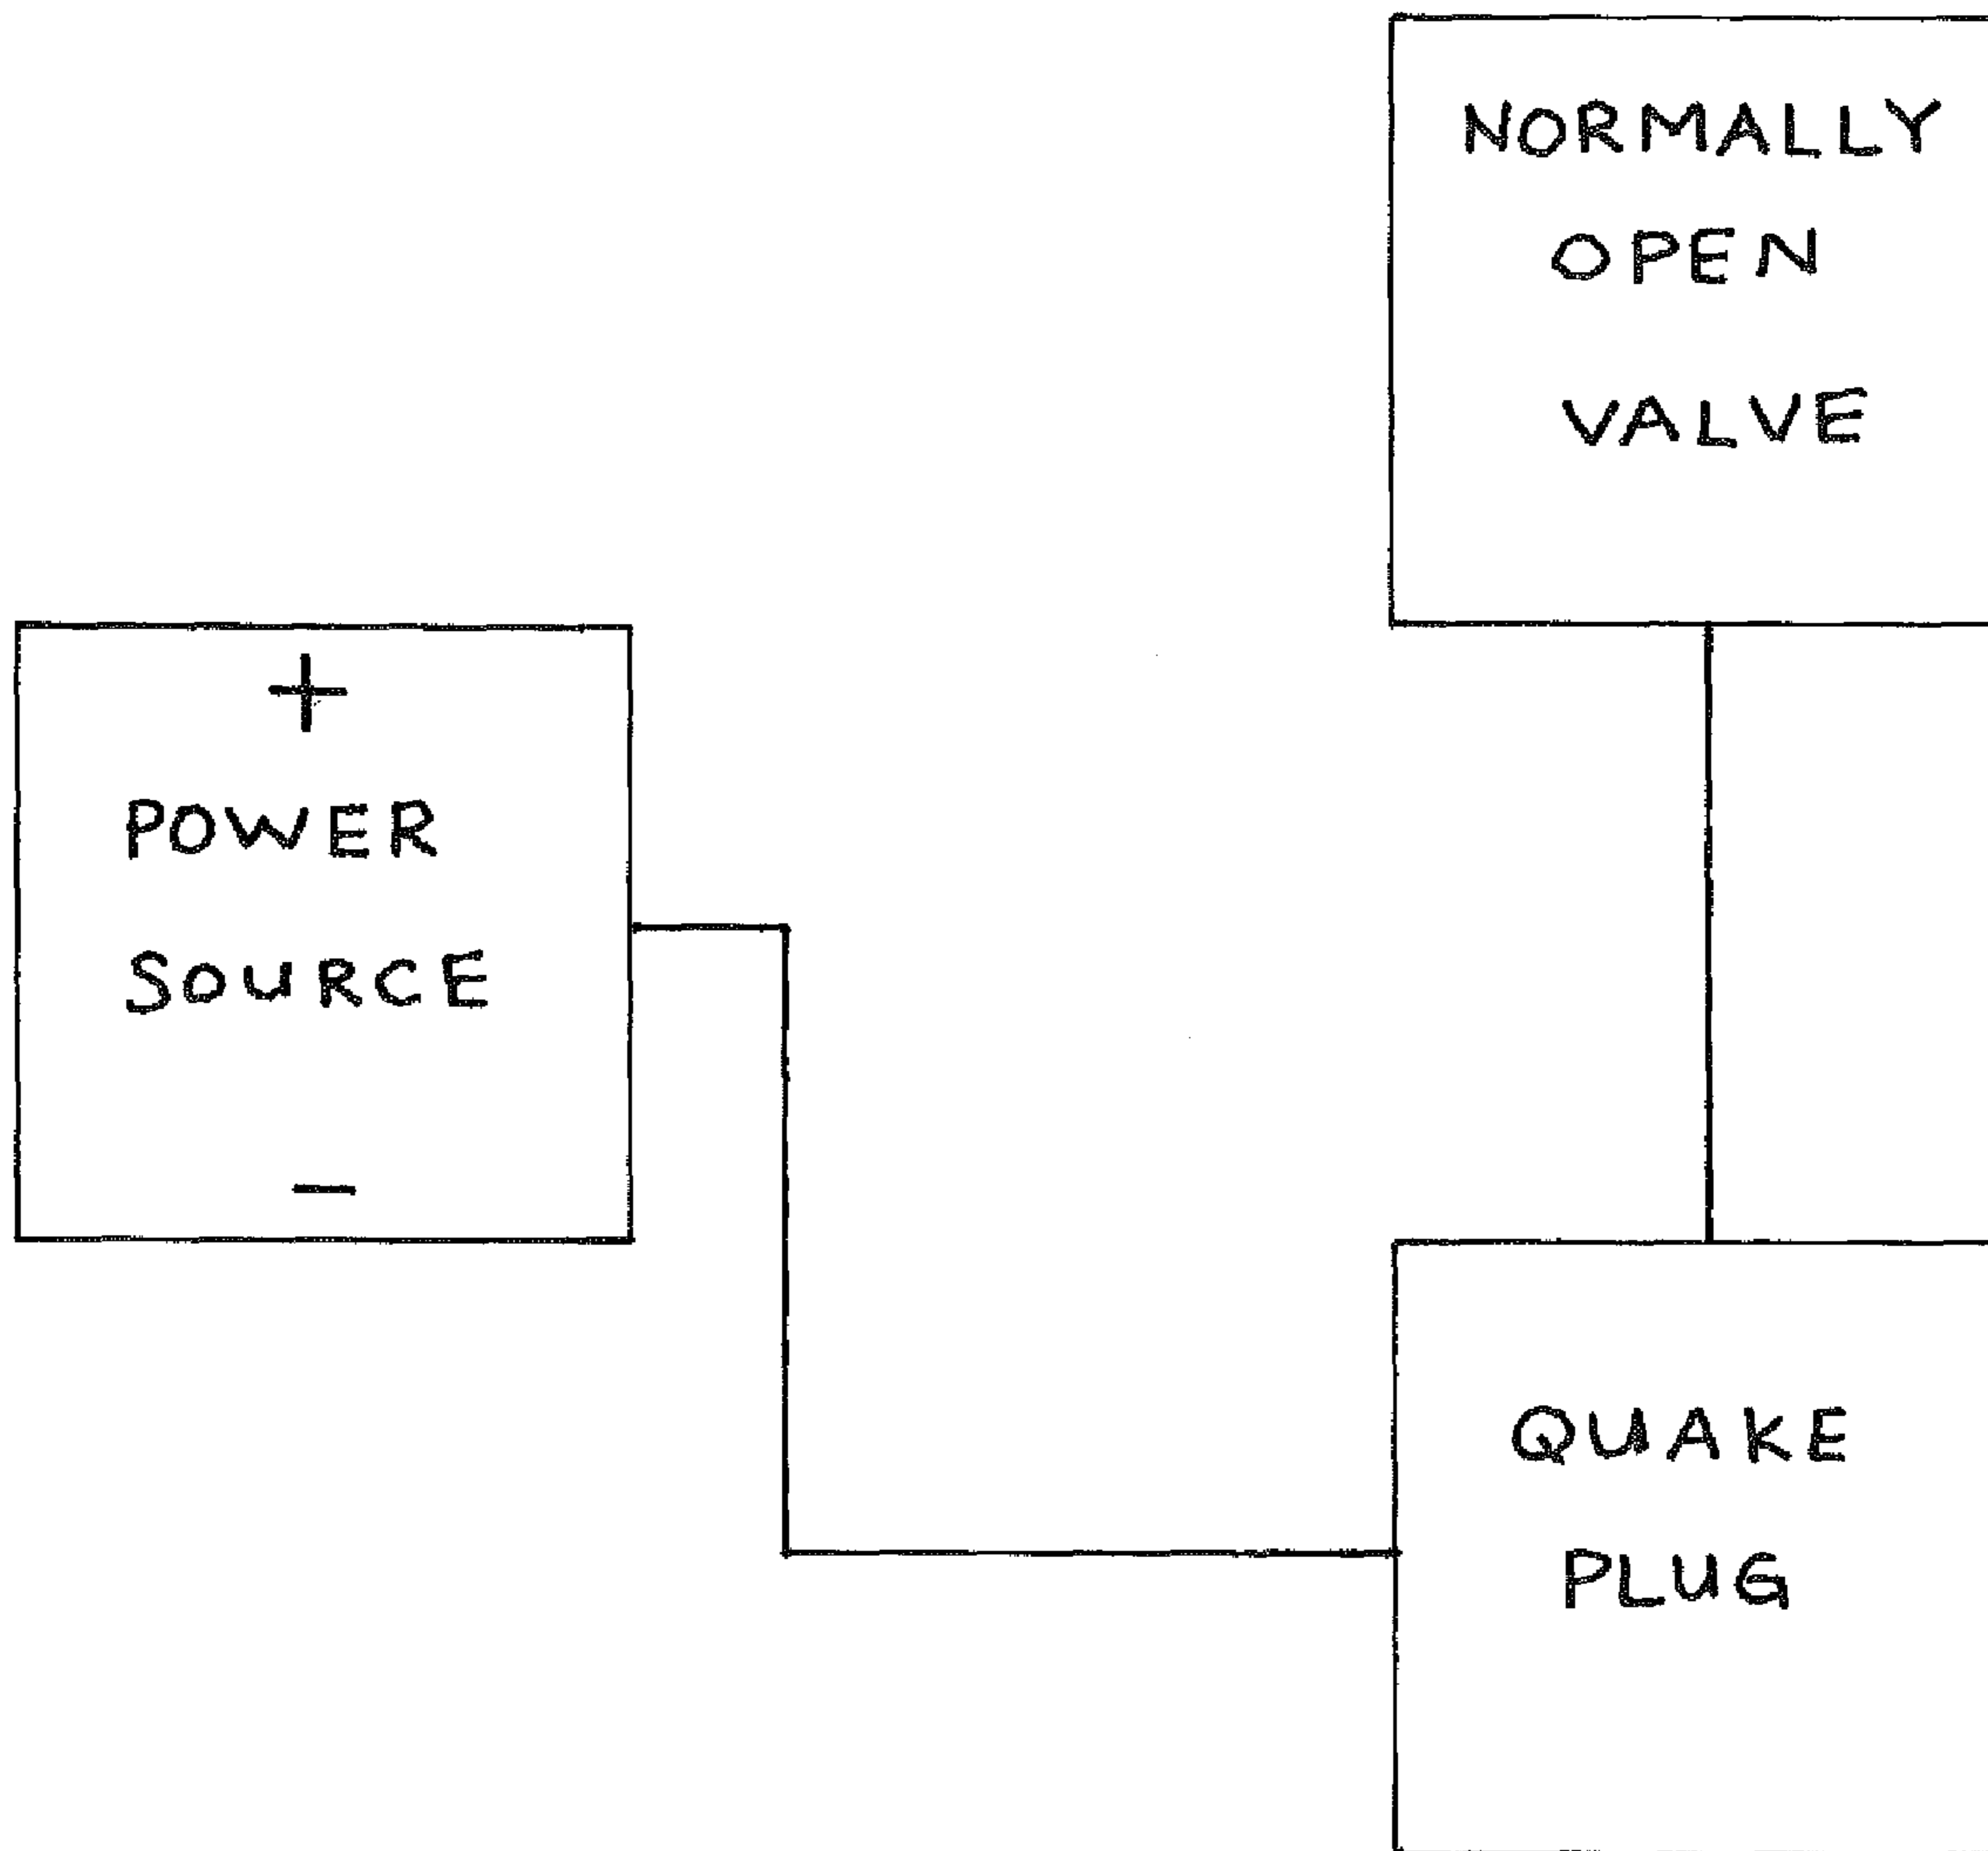 NORMALLY
OPEN
VALVE
+
POWER
SOURCE
-
QUAKE
PLUG